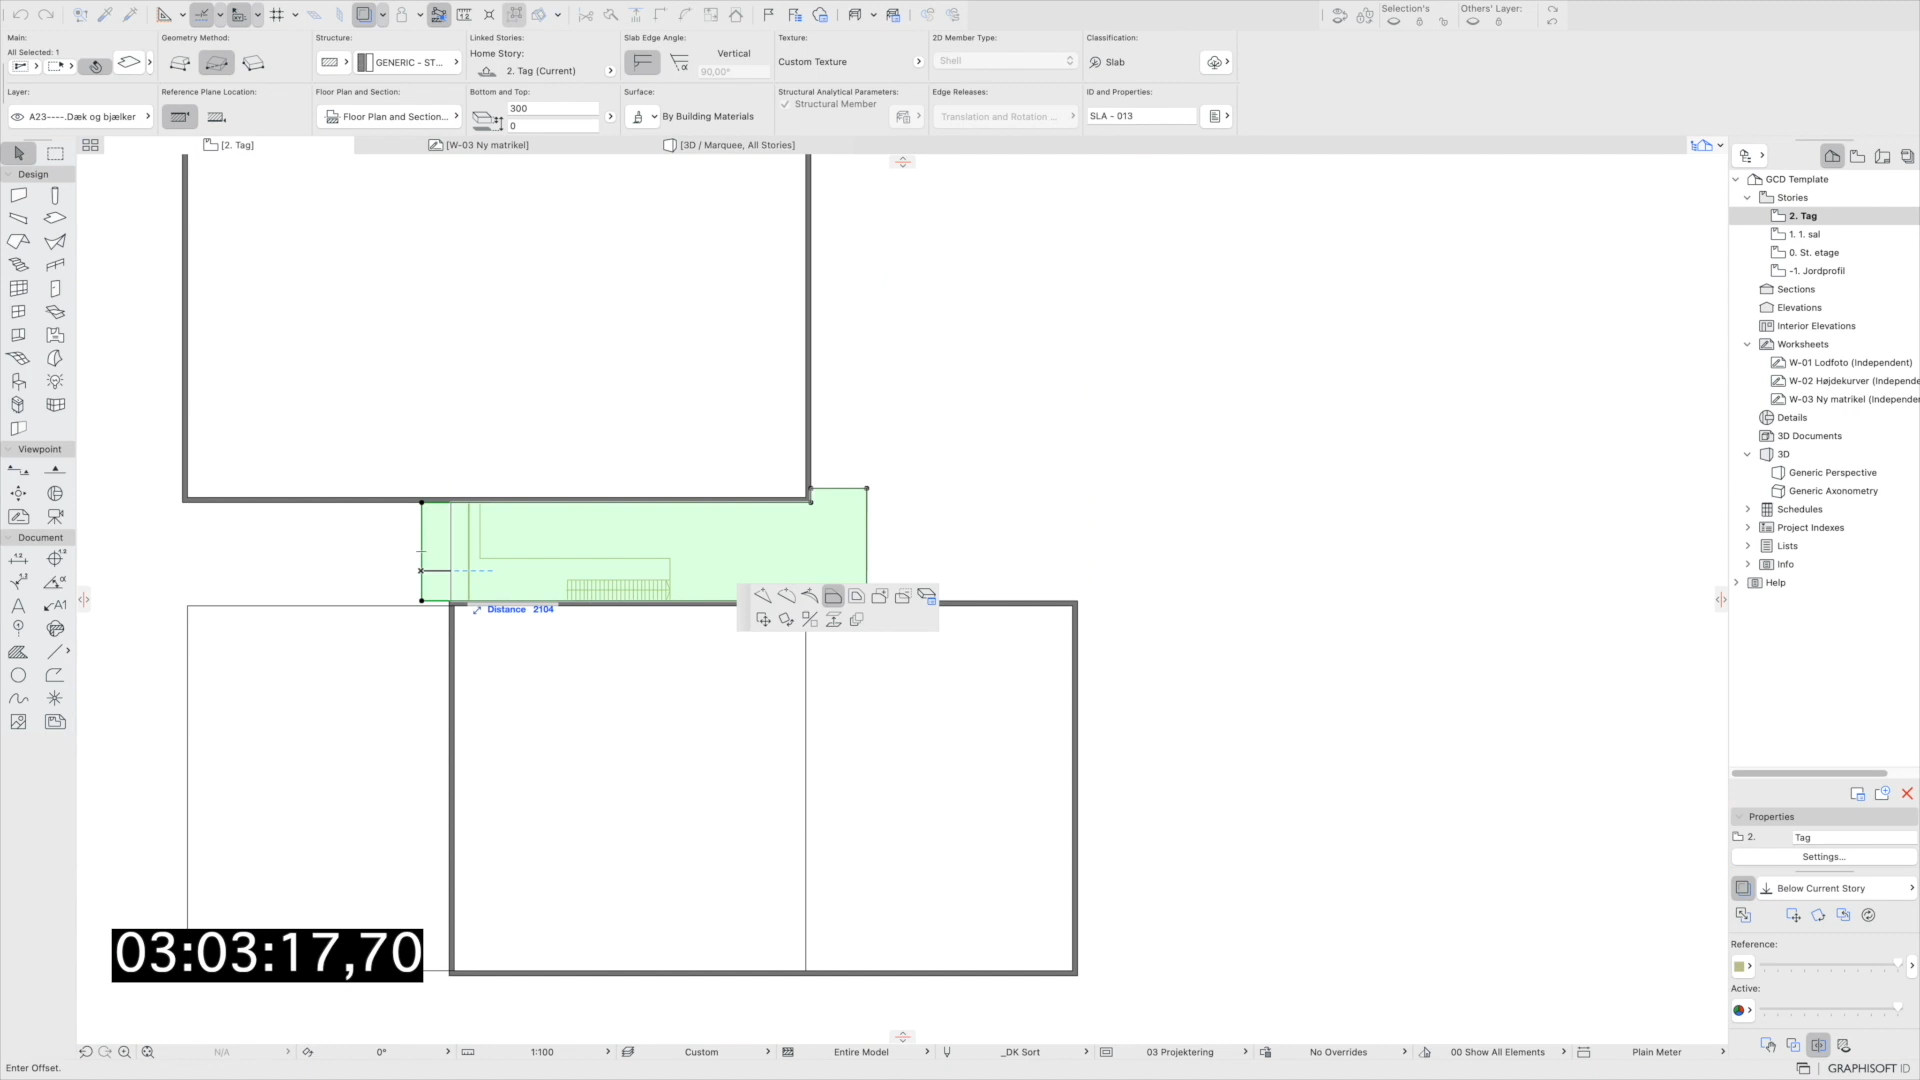 Main:
All Selected: 1
Geometry Method:
Structure:
GENERIC - ST...
Linked Stories:
Home Story:
2. Tag (Current)
Slab Edge Angle:
Vertical
90,00°
Texture:
Custom Texture
2D Member Type:
Shell
Classification:
Slab
Selection's
Others' Layer:
Layer:
A23----.Dæk og bjælker
Reference Plane Location:
Floor Plan and Section:
Floor Plan and Section...
Bottom and Top:
300
0
Surface:
By Building Materials
Structural Analytical Parameters:
Structural Member
Edge Releases:
Translation and Rotation ...
ID and Properties:
SLA - 013
[2. Tag]
[W-03 Ny matrikel]
[3D / Marquee, All Stories]
Design
Viewpoint
Document
Distance 2104
03:03:17,70
GCD Template
Stories
2. Tag
1. 1. sal
0. St. etage
-1. Jordprofil
Sections
Elevations
Interior Elevations
Worksheets
W-01 Lodfoto (Independent)
W-02 Højdekurver (Independe
W-03 Ny matrikel (Independen
Details
3D Documents
3D
Generic Perspective
Generic Axonometry
Schedules
Project Indexes
Lists
Info
Help
Properties
2.
Tag
Settings...
Below Current Story
Reference:
Active:
N/A
0°
1:100
Custom
Entire Model
_DK Sort
03 Projektering
No Overrides
00 Show All Elements
Plain Meter
Enter Offset.
GRAPHISOFT ID